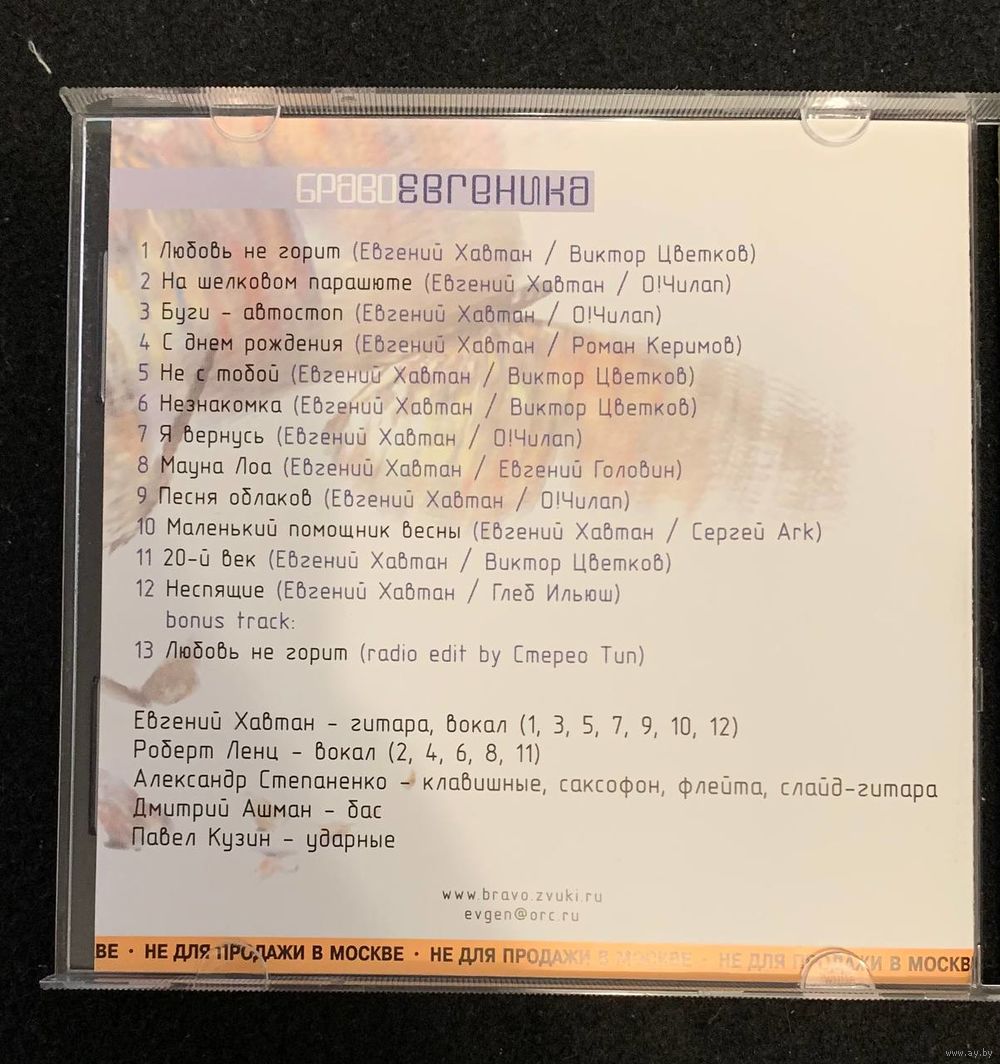 БРАВОЕВГЕНИКА
1 Любовь не горит (Евгений Хавтан / Виктор Цветков)
2 На шелковом парашюте (Евгений Хавтан / О!Чилап)
3 Буги - автостоп (Евгений Хавтан / О!Чилап)
4 С днем рождения (Евгений Хавтан / Роман Керимов)
5 Не с тобой (Евгений Хавтан / Виктор Цветков)
6 Незнакомка (Евгений Хавтан / Виктор Цветков)
7 Я вернусь (Евгений Хавтан / О!Чилап)
8 Мауна Лоа (Евгений Хавтан / Евгений Головин)
9 Песня облаков (Евгений Хавтан / О!Чилап)
10 Маленький помощник весны (Евгений Хавтан / Сергей Ark)
11 20-й век (Евгений Хавтан / Виктор Цветков)
12 Неспящие (Евгений Хавтан / Глеб Ильюш)
bonus track:
13 Любовь не горит (radio edit by Стерео Тип)
Евгений Хавтан - гитара, вокал (1, 3, 5, 7, 9, 10, 12)
Роберт Ленц - вокал (2, 4, 6, 8, 11)
Александр Степаненко - клавишные, саксофон, флейта, слайд-гитара
Дмитрий Ашман - бас
Павел Кузин - ударные
www.bravo.zvuki.ru
evgen@orc.ru
ВЕ · НЕ ДЛЯ ПРОДАЖИ В МОСКВЕ · НЕ ДЛЯ ПРОДАЖИ В МОСКВЕ · НЕ ДЛЯ ПРОДАЖИ В МОСКВ
www.ay.by